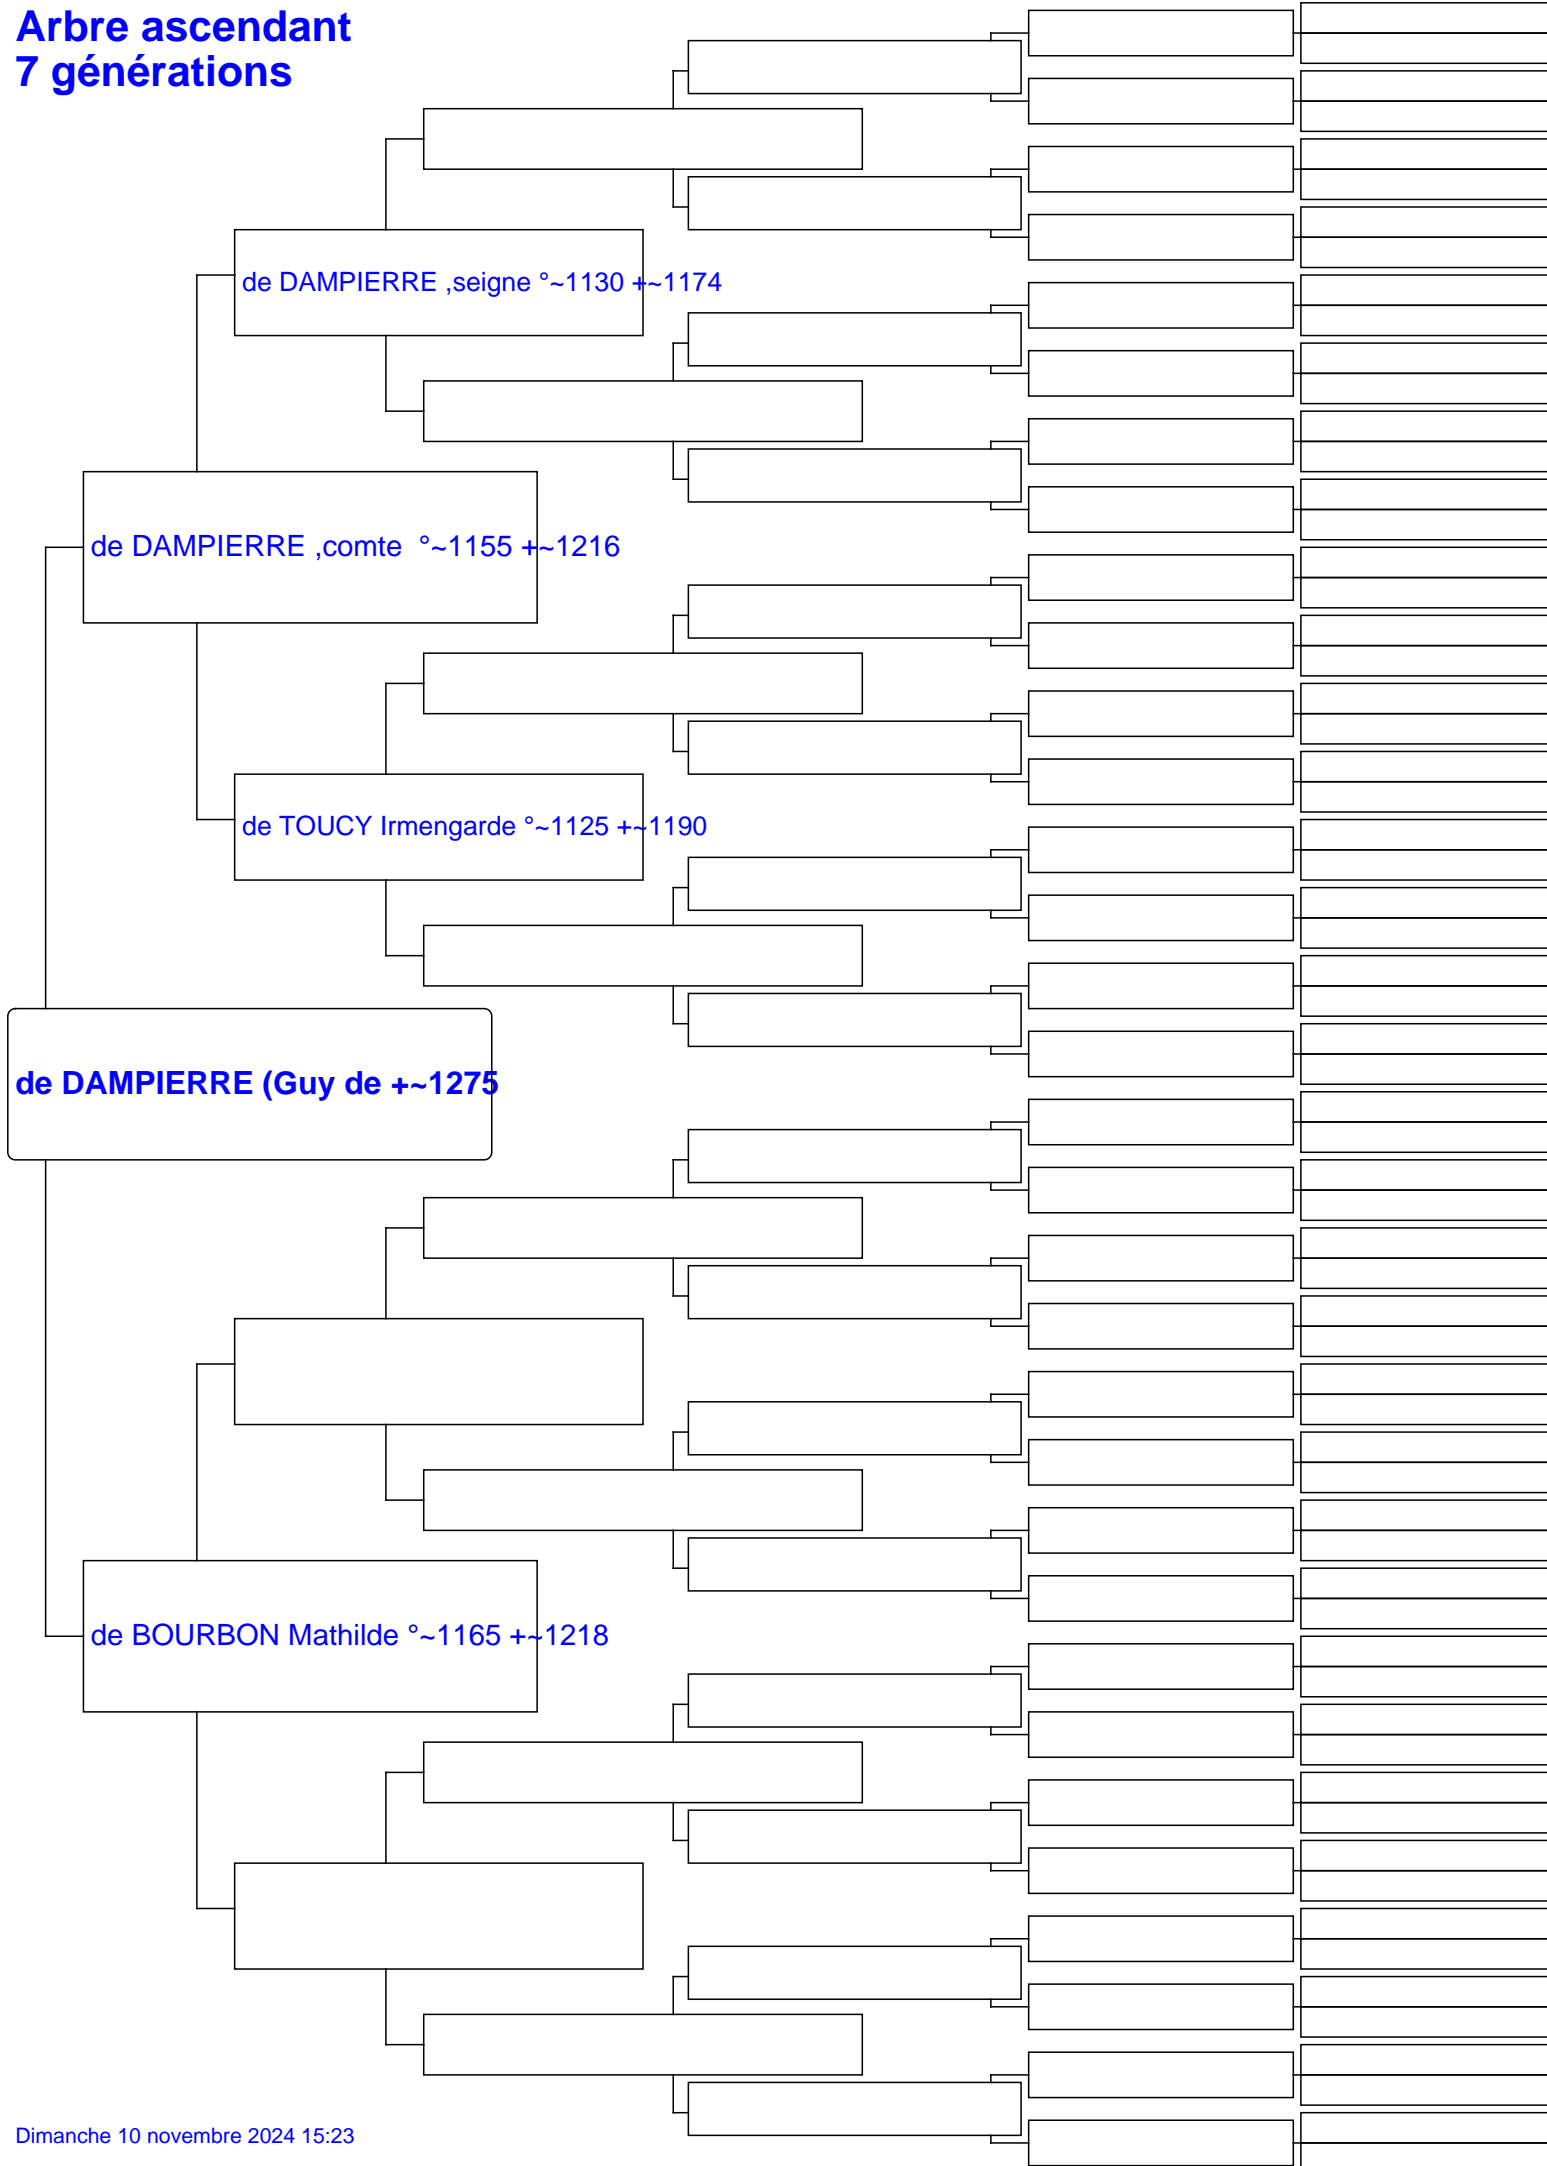 Arbre ascendant
7 générations
de DAMPIERRE ,seigne °~1130 +~1174
de DAMPIERRE ,comte  °~1155 +~1216
de TOUCY Irmengarde °~1125 +~1190
de DAMPIERRE (Guy de +~1275
de BOURBON Mathilde °~1165 +~1218
Dimanche 10 novembre 2024 15:23